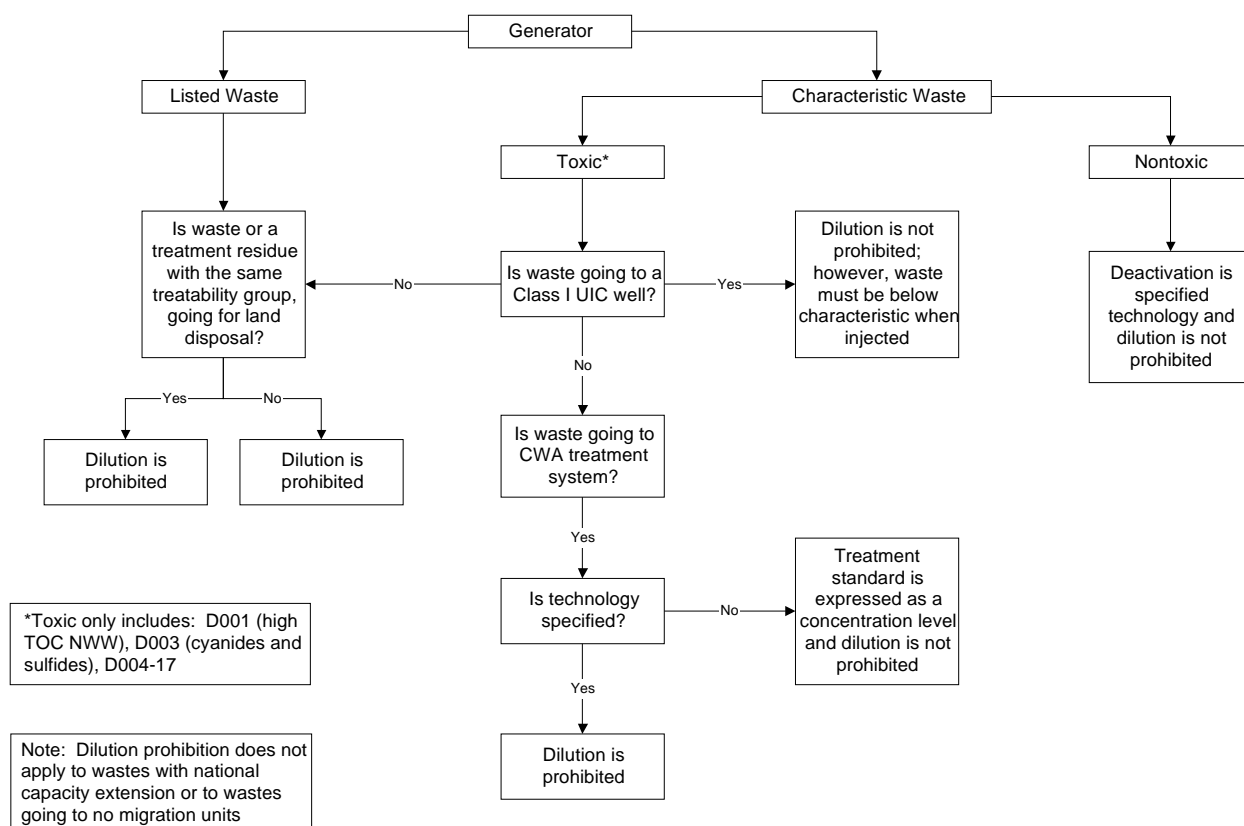 Generator
Listed Waste
Characteristic Waste
Toxic*
Nontoxic
Is waste or a
treatment residue
with the same
treatability group,
going for land
disposal?
No
Is waste going to a
Class I UIC well?
Yes
Dilution is not
prohibited;
however, waste
must be below
characteristic when
injected
Deactivation is
specified
technology and
dilution is not
prohibited
Yes
No
Dilution is
prohibited
Dilution is
prohibited
No
Is waste going to
CWA treatment
system?
Yes
Is technology
specified?
No
Treatment
standard is
expressed as a
concentration level
and dilution is not
prohibited
Yes
Dilution is
prohibited
*Toxic only includes: D001 (high
TOC NWW), D003 (cyanides and
sulfides), D004-17
Note: Dilution prohibition does not
apply to wastes with national
capacity extension or to wastes
going to no migration units